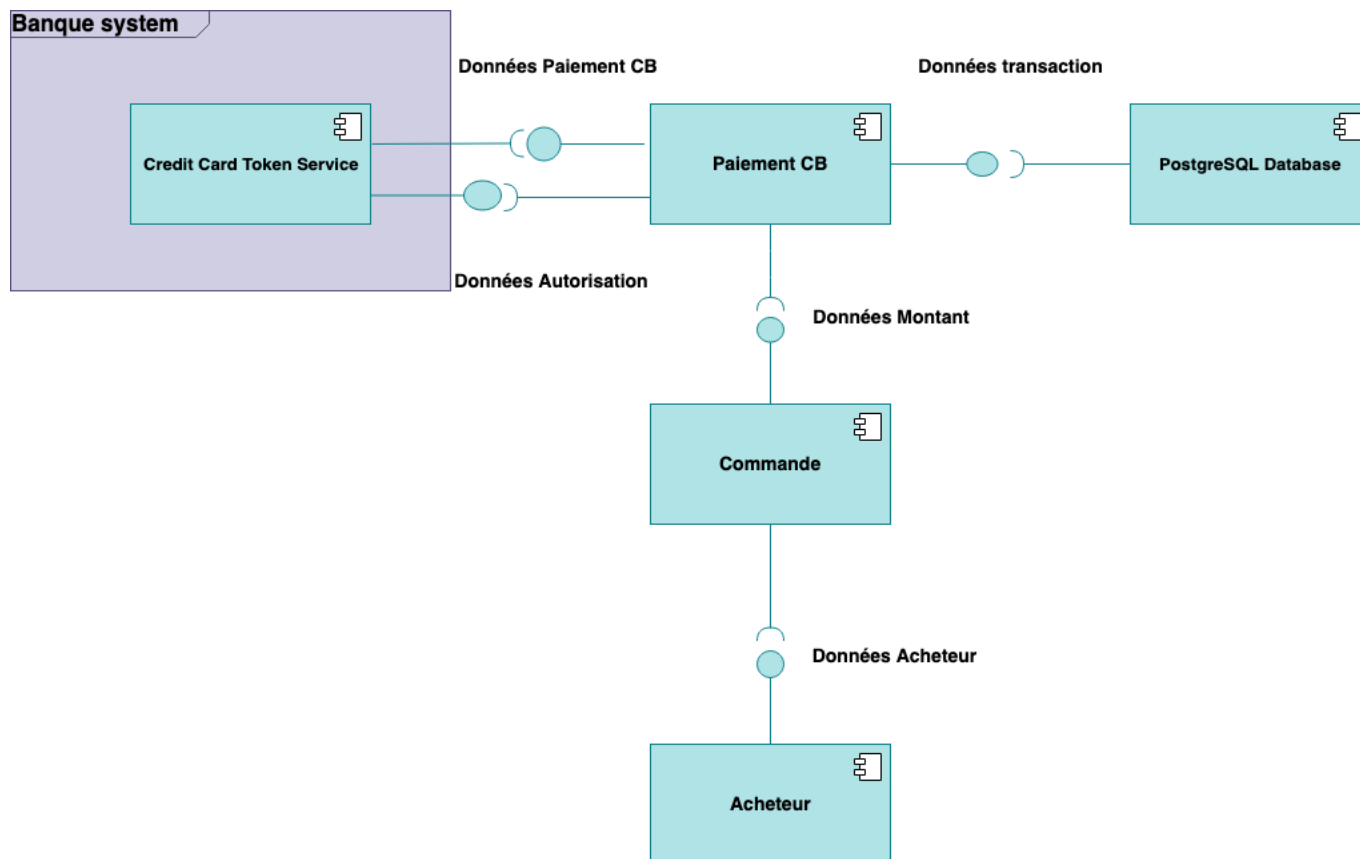 Banque system
Données Paiement CB
Données transaction
Credit Card Token Service
Paiement CB
PostgreSQL Database
Données Autorisation
Données Montant
Commande
Données Acheteur
Acheteur